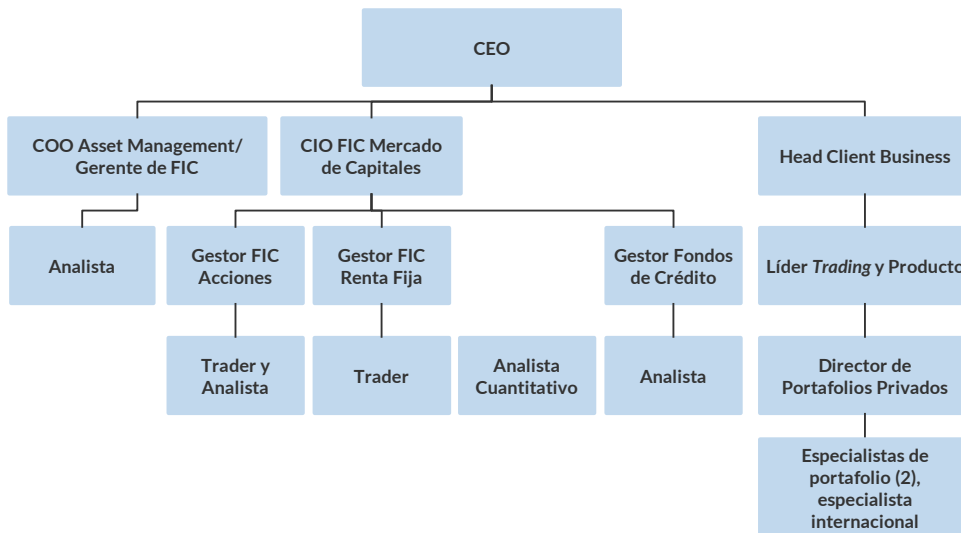 CEO
COO Asset Management/
Gerente de FIC
CIO FIC Mercado
de Capitales
Head Client Business
Analista
Gestor FIC
Acciones
Gestor FIC
Renta Fija
Gestor Fondos
de Crédito
Líder Trading y Producto
Trader y
Analista
Trader
Analista
Cuantitativo
Analista
Director de
Portafolios Privados
Especialistas de
portafolio (2),
especialista
internacional